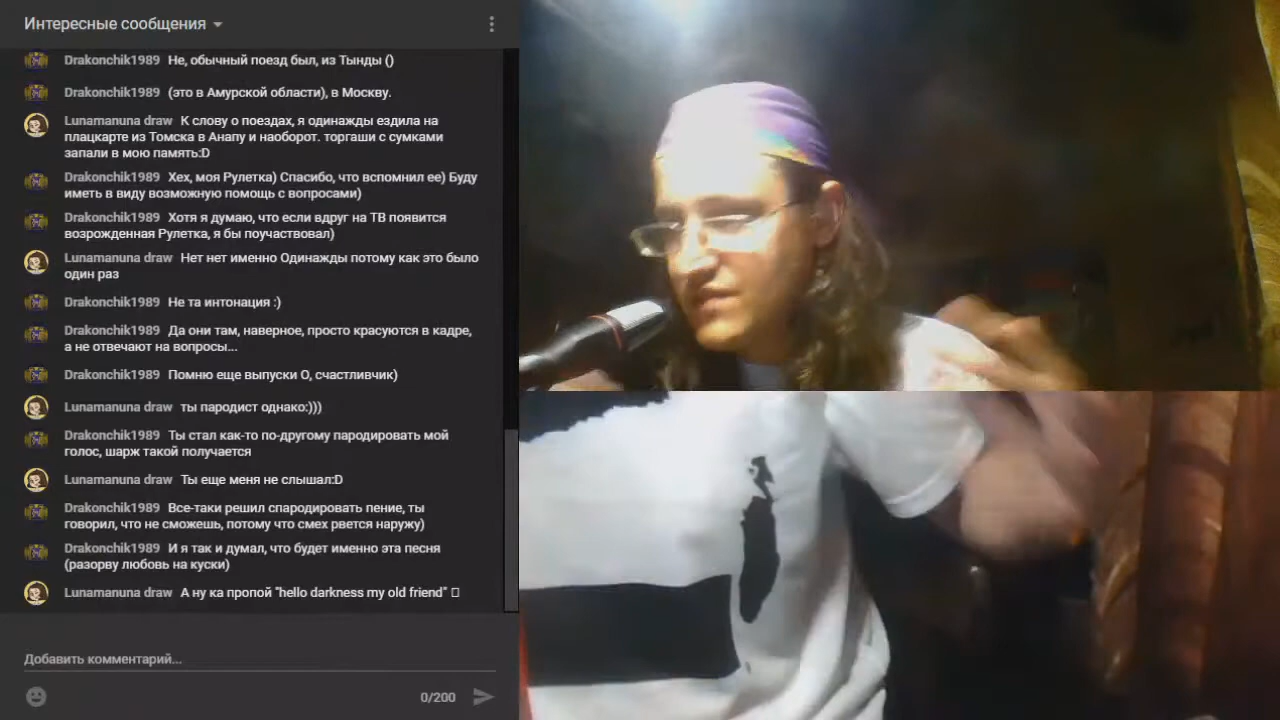 Интересные сообщения
Drakonchik1989 Не, обычный поезд был, из Тынды ()
Drakonchik1989 (это в Амурской области), в Москву.
Lunamanuna draw К слову о поездах, я одинажды ездила на
плацкарте из Томска в Анапу и наоборот. торгаши с сумками
запали в мою память:D
Drakonchik1989 Хех, моя Рулетка) Спасибо, что вспомнил ее) Буду
иметь в виду возможную помощь с вопросами)
Drakonchik1989 Хотя я думаю, что если вдруг на ТВ появится
возрожденная Рулетка, я бы поучаствовал)
Lunamanuna draw Нет нет именно Одинажды потому как это было
один раз
Drakonchik1989 Не та интонация :)
Drakonchik1989 Да они там, наверное, просто красуются в кадре,
а не отвечают на вопросы...
Drakonchik1989 Помню еще выпуски О, счастливчик)
Lunamanuna draw ты пародист однако:)))
Drakonchik1989 Ты стал как-то по-другому пародировать мой
голос, шарж такой получается
Lunamanuna draw Ты еще меня не слышал:D
Drakonchik1989 Все-таки решил спародировать пение, ты
говорил, что не сможешь, потому что смех рвется наружу)
Drakonchik1989 И я так и думал, что будет именно эта песня
(разорву любовь на куски)
Lunamanuna draw А ну ка пропой "hello darkness my old friend"
Добавить комментарий...
0/200